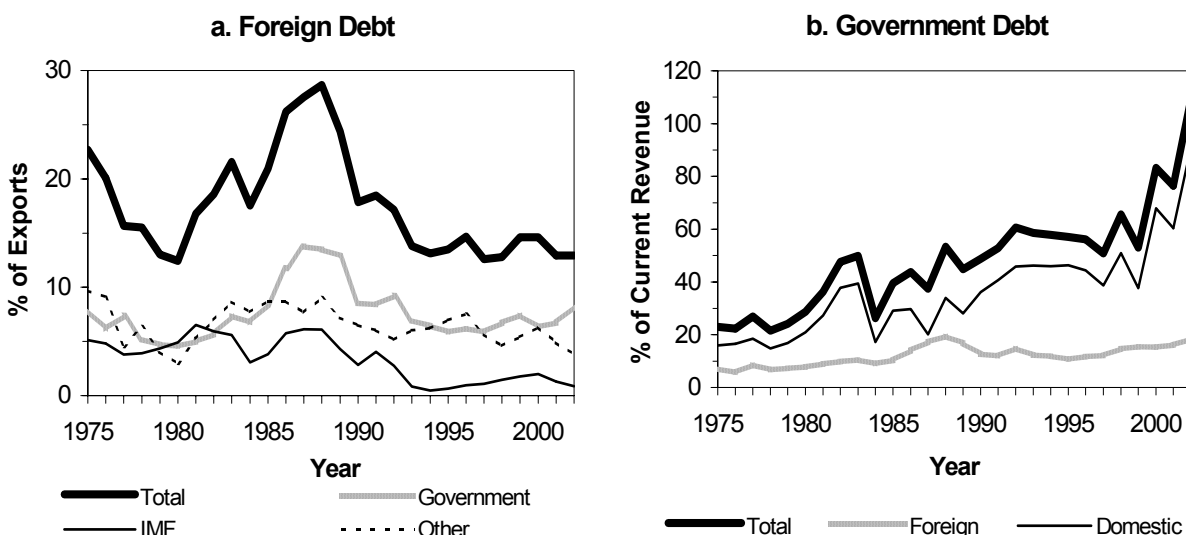 a. Foreign Debt
% of Exports
30
20
10
0
1975 1980 1985 1990 1995 2000
Year
Total Government
IMF Other
b. Government Debt
% of Current Revenue
120
100
80
60
40
20
0
1975 1980 1985 1990 1995 2000
Year
Total Foreign Domestic